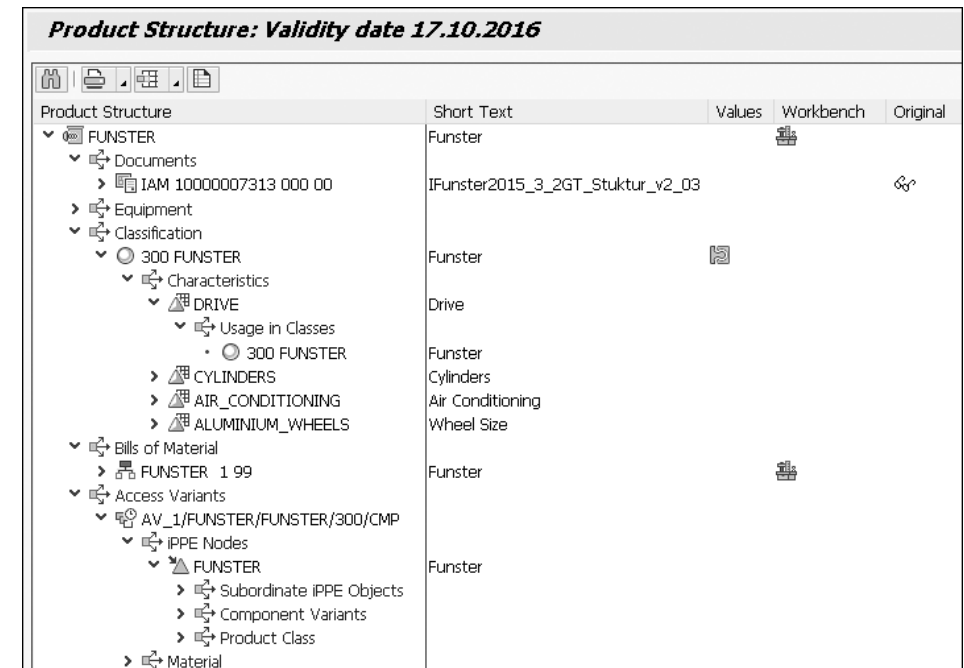 Product Structure: Validity date 17.10.2016
Product Structure Short Text Values Workbench Original
FUNSTER Funster
Documents
IAM 10000007313 000 00 IFunster2015_3_2GT_Stuktur_v2_03
Equipment
Classification
300 FUNSTER Funster
Characteristics
DRIVE Drive
Usage in Classes
300 FUNSTER Funster
CYLINDERS Cylinders
AIR_CONDITIONING Air Conditioning
ALUMINIUM_WHEELS Wheel Size
Bills of Material
FUNSTER 1 99 Funster
Access Variants
AV_1/FUNSTER/FUNSTER/300/CMP
iPPE Nodes
FUNSTER Funster
Subordinate iPPE Objects
Component Variants
Product Class
Material